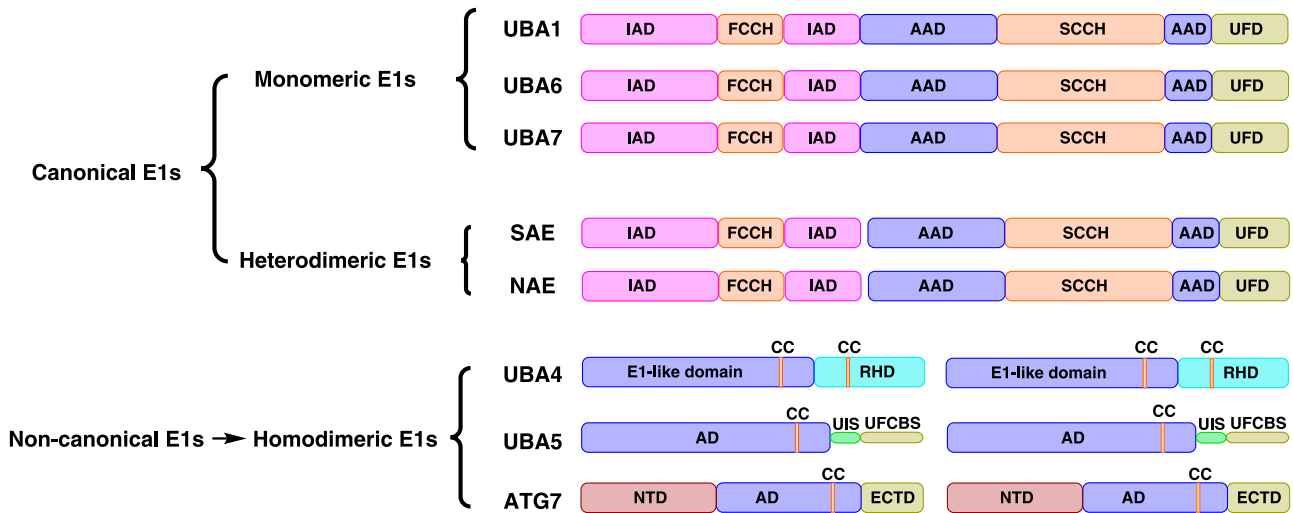 UBA1 IAD FCCH IAD AAD SCCH AAD UFD
Monomeric E1s
UBA6 IAD FCCH IAD AAD SCCH AAD UFD
UBA7 IAD FCCH IAD AAD SCCH AAD UFD
Canonical E1s
SAE IAD FCCH IAD AAD SCCH AAD UFD
Heterodimeric E1s
NAE IAD FCCH IAD AAD SCCH AAD UFD
CC CC CC CC
UBA4 E1-like domain RHD E1-like domain RHD
CC UIS UFCBS CC UIS UFCBS
Non-canonical E1s Homodimeric E1s UBA5 AD AD
CC CC
ATG7 NTD AD ECTD NTD AD ECTD